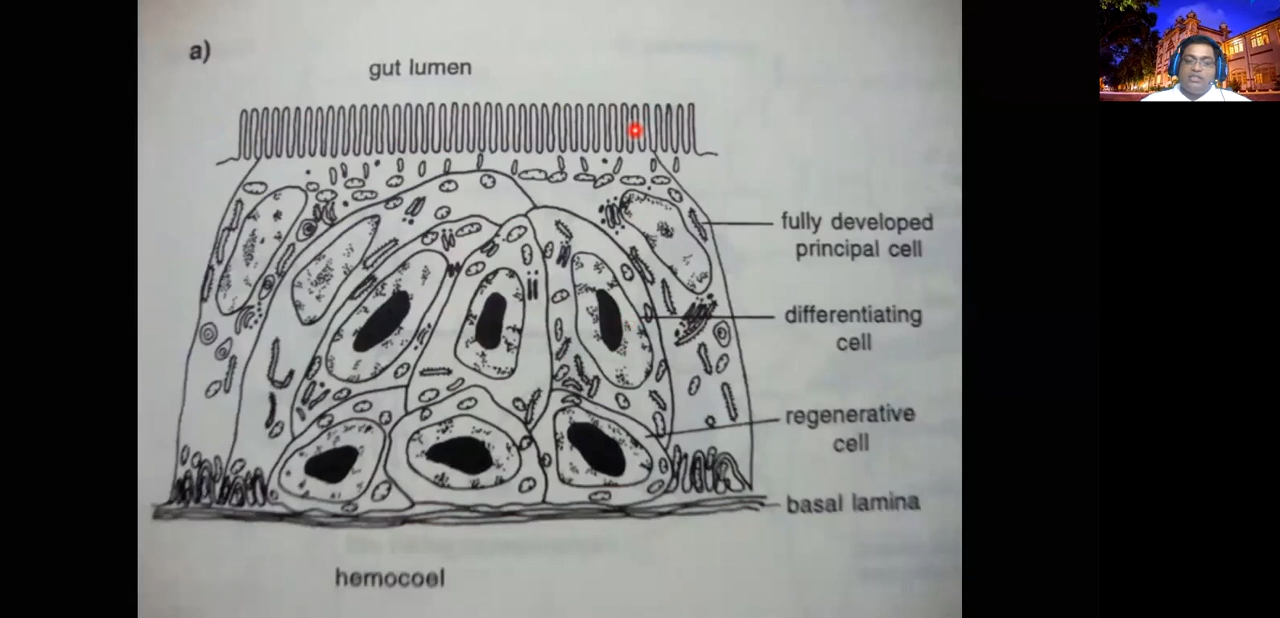 a)
gut lumen
fully developed
principal cell
differentiating
cell
regenerative
cell
basal lamina
hemocoel